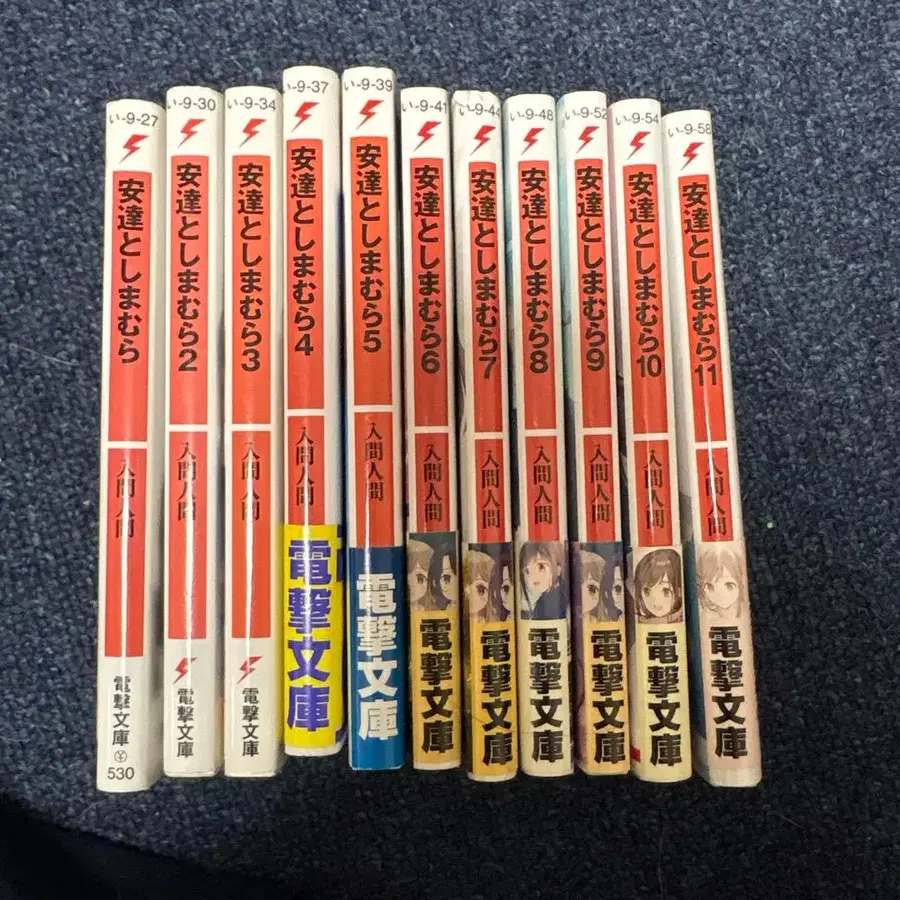 い-9-27
安達としまむら
入間人間
電撃文庫
¥
530
い-9-30
安達としまむら2
入間人間
電撃文庫
い-9-34
安達としまむら3
入間人間
電撃文庫
い-9-37
安達としまむら4
入間人間
電撃文庫
い-9-39
安達としまむら5
入間人間
電撃文庫
い-9-41
安達としまむら6
入間人間
電撃文庫
い-9-44
安達としまむら7
入間人間
電撃文庫
い-9-48
安達としまむら8
入間人間
電撃文庫
い-9-52
安達としまむら9
入間人間
電撃文庫
い-9-54
安達としまむら10
入間人間
電撃文庫
い-9-58
安達としまむら11
入間人間
電撃文庫